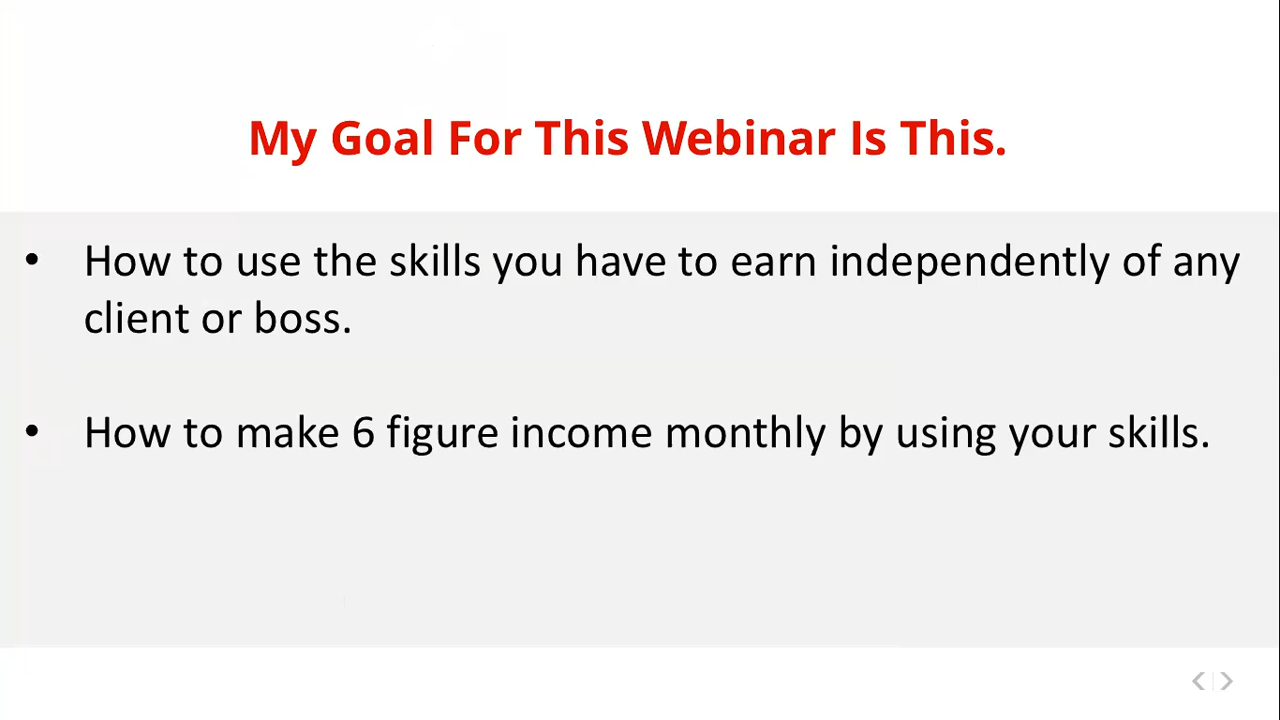 My Goal For This Webinar Is This.
• How to use the skills you have to earn independently of any
client or boss.
• How to make 6 figure income monthly by using your skills.